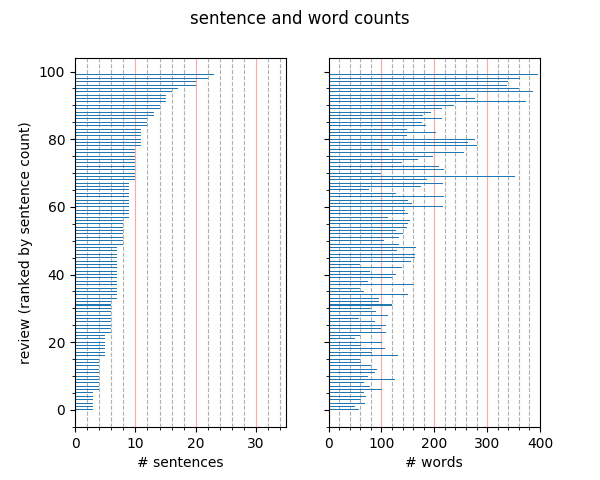 sentence and word counts
review (ranked by sentence count)
100
80
60
40
20
0
0 10 20 30
# sentences
0 100 200 300 400
# words